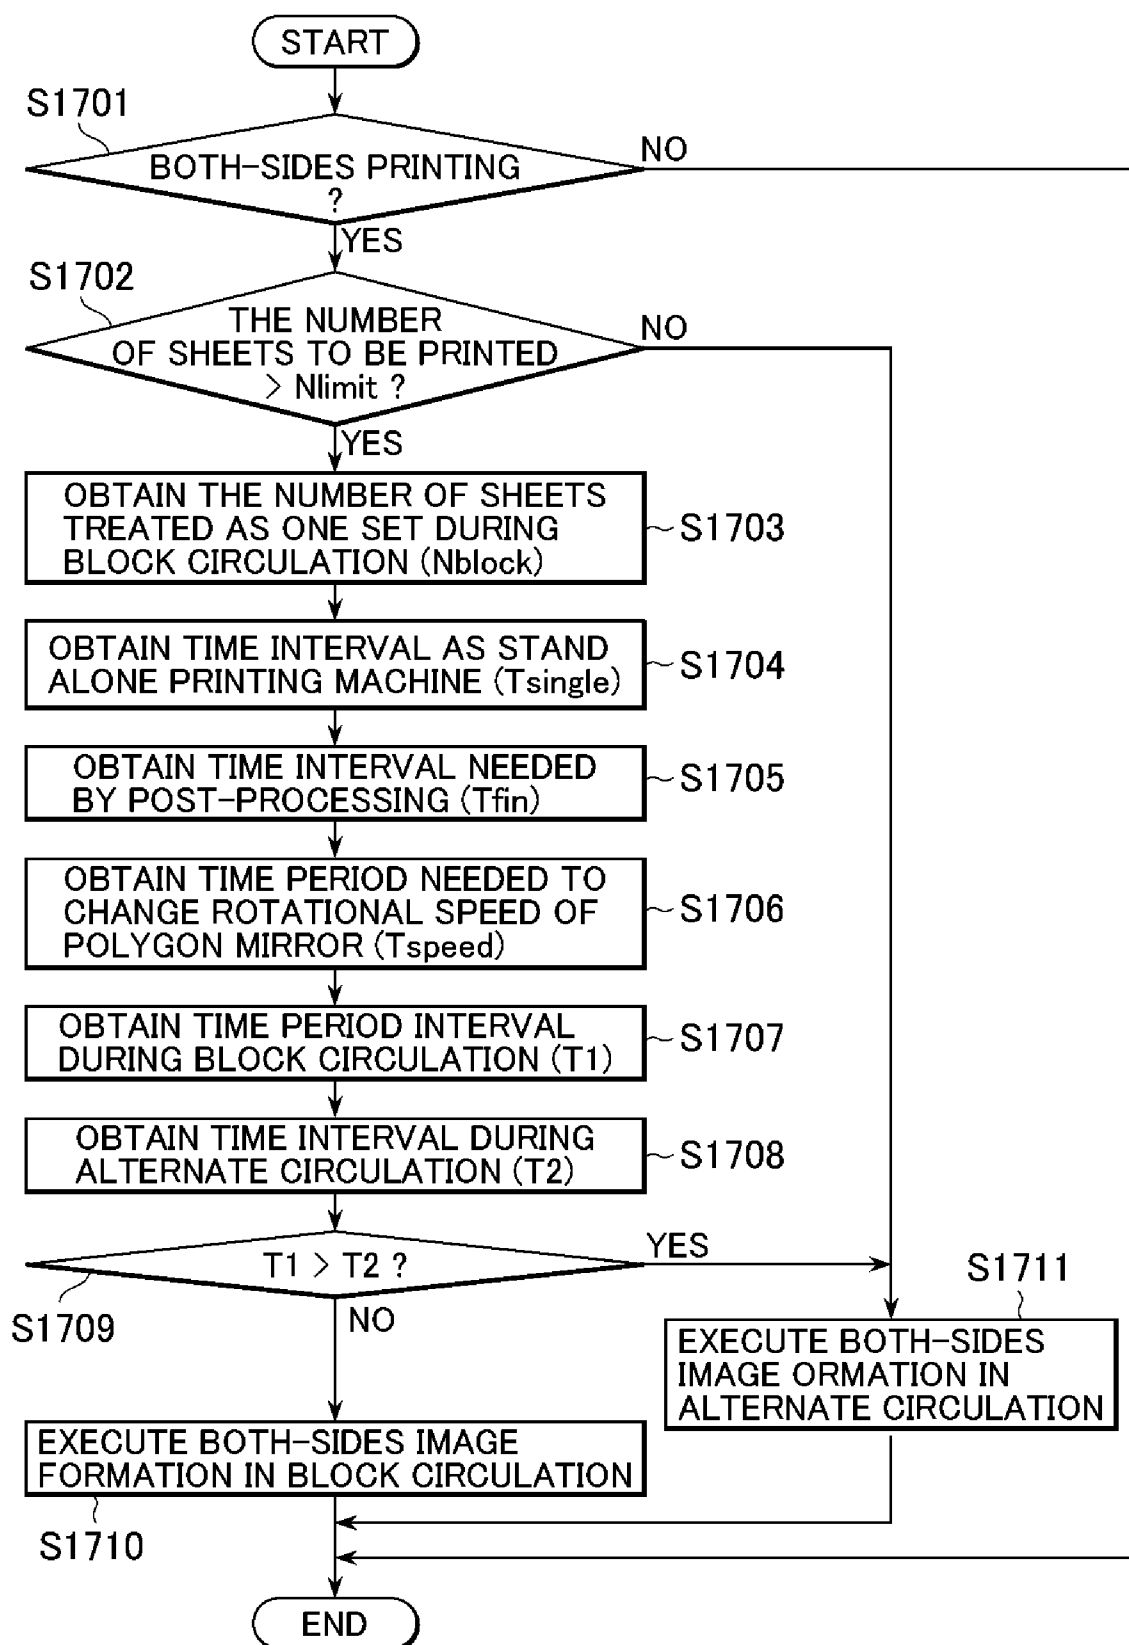 START
S1701
BOTH-SIDES PRINTING
?
NO
YES
S1702
THE NUMBER
OF SHEETS TO BE PRINTED
> Nlimit ?
NO
YES
OBTAIN THE NUMBER OF SHEETS
TREATED AS ONE SET DURING
BLOCK CIRCULATION (Nblock)
S1703
OBTAIN TIME INTERVAL AS STAND
ALONE PRINTING MACHINE (Tsingle)
S1704
OBTAIN TIME INTERVAL NEEDED
BY POST-PROCESSING (Tfin)
S1705
OBTAIN TIME PERIOD NEEDED TO
CHANGE ROTATIONAL SPEED OF
POLYGON MIRROR (Tspeed)
S1706
OBTAIN TIME PERIOD INTERVAL
DURING BLOCK CIRCULATION (T1)
S1707
OBTAIN TIME INTERVAL DURING
ALTERNATE CIRCULATION (T2)
S1708
T1 > T2 ?
YES
S1709
NO
S1711
EXECUTE BOTH-SIDES
IMAGE ORMATION IN
ALTERNATE CIRCULATION
EXECUTE BOTH-SIDES IMAGE
FORMATION IN BLOCK CIRCULATION
S1710
END